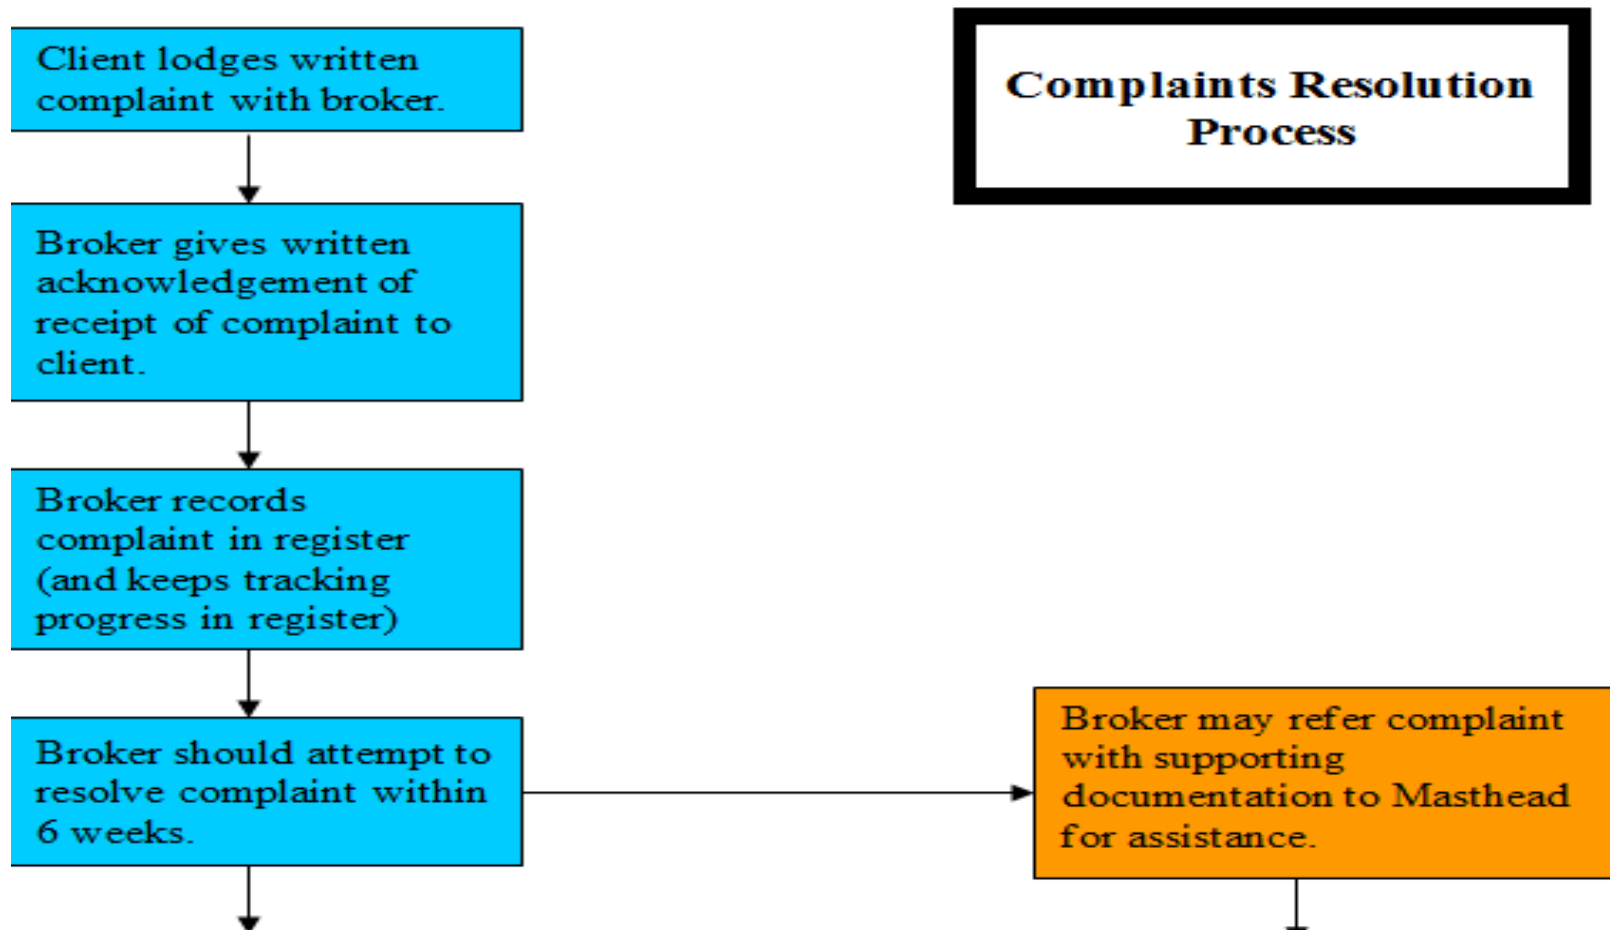 Client lodges written
complaint with broker.
Complaints Resolution
Process
Broker gives written
acknowledgement of
receipt of complaint to
client.
Broker records
complaint in register
(and keeps tracking
progress in register)
Broker should attempt to
resolve complaint within
6 weeks.
Broker may refer complaint
with supporting
documentation to Masthead
for assistance.